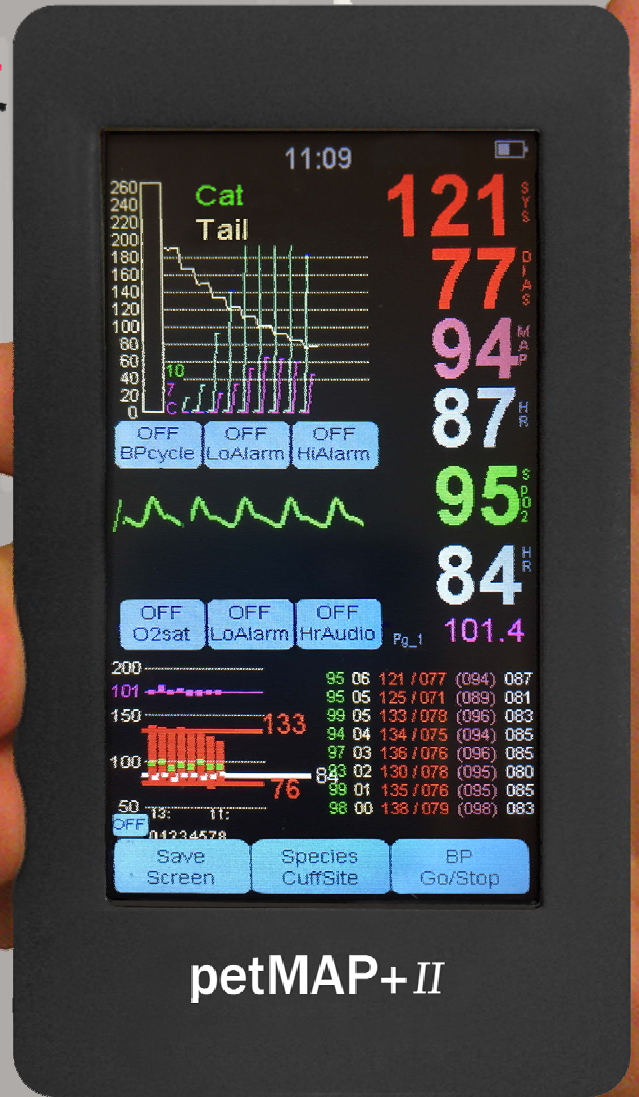 11:09
260
240
220
200
180
160
140
120
100
80
60
40
20
0
Cat
Tail
10
7
C
121 SYS
77 DIAS
94 MAP
87 HR
95 SPO2
84 HR
101.4
OFF BPcycle
OFF LoAlarm
OFF HiAlarm
OFF O2sat
OFF LoAlarm
OFF HrAudio
Pg_1
200
101
150
100
50
133
84
76
13: 11:
01234578
OFF
95 06 121/077 (094) 087
95 05 125/071 (089) 081
99 05 133/078 (096) 083
94 04 134/075 (094) 085
97 03 136/076 (096) 085
93 02 130/078 (095) 080
99 01 135/076 (095) 085
98 00 138/079 (098) 083
Save Screen
Species CuffSite
BP Go/Stop
petMAP+II